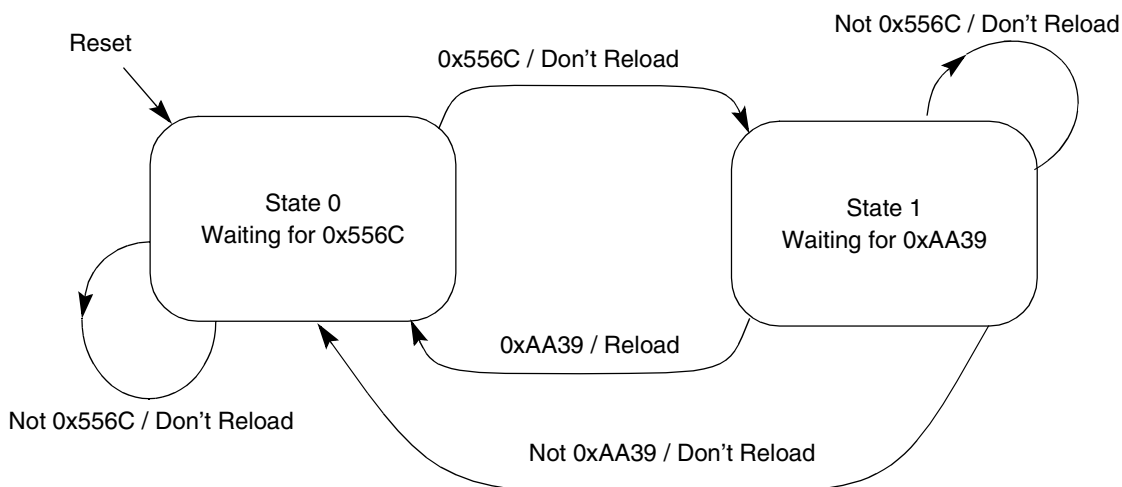 Reset
0x556C / Don't Reload
Not 0x556C / Don't Reload
State 0
Waiting for 0x556C
State 1
Waiting for 0xAA39
0xAA39 / Reload
Not 0x556C / Don't Reload
Not 0xAA39 / Don't Reload